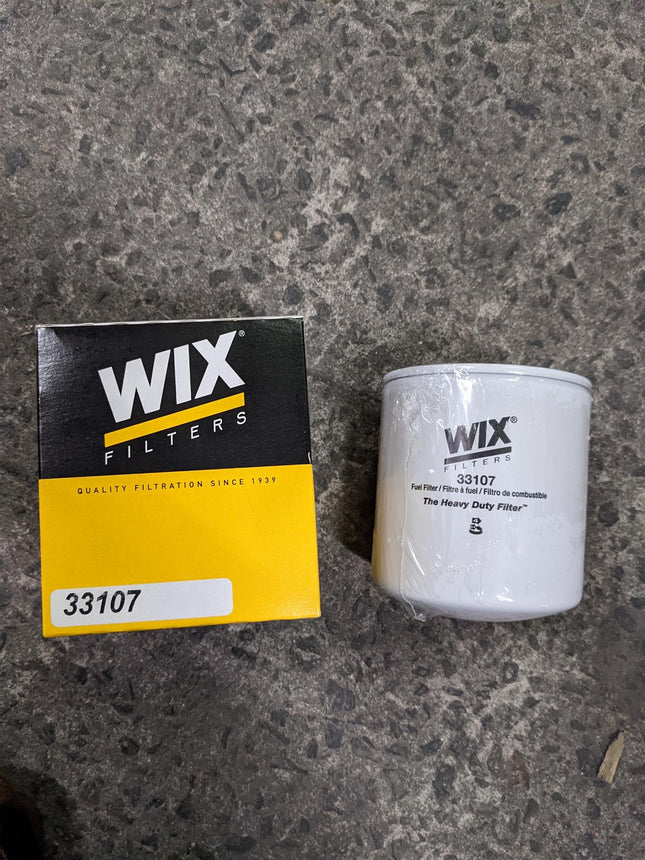 WIX®
FILTERS
QUALITY FILTRATION SINCE 1939
33107
WIX®
FILTERS
33107
Fuel Filter / Filtre à fuel / Filtro de combustible
The Heavy Duty Filter™